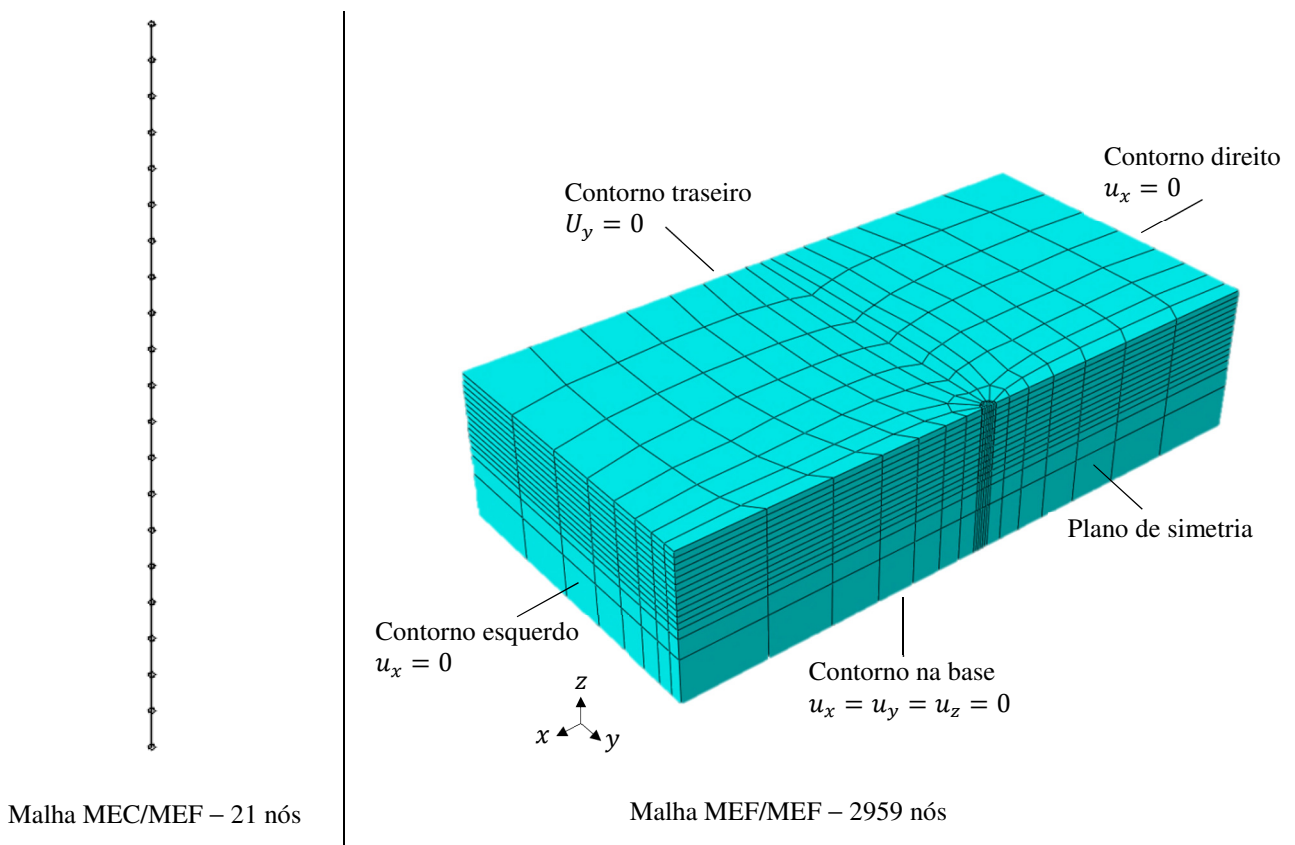 Contorno traseiro
U_y = 0
Contorno direito
u_x = 0
Plano de simetria
Contorno esquerdo
u_x = 0
Contorno na base
u_x = u_y = u_z = 0
z
x
y
Malha MEC/MEF – 21 nós
Malha MEF/MEF – 2959 nós